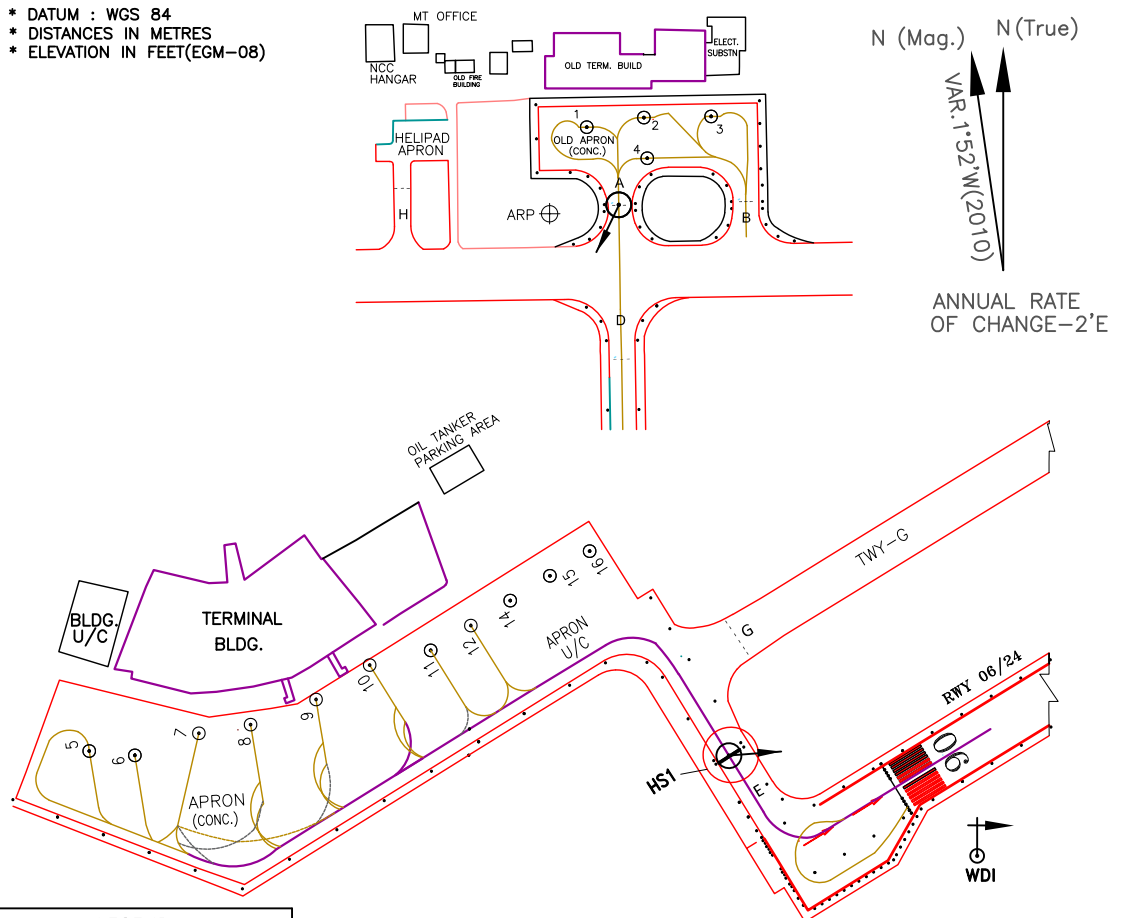 * DATUM : WGS 84
* DISTANCES IN METRES
* ELEVATION IN FEET(EGM-08)
MT OFFICE
NCC
HANGAR
OLD FIRE
BUILDING
OLD TERM. BUILD
ELECT.
SUBSTN
N (Mag.)
N(True)
VAR.1°52'W(2010)
ANNUAL RATE
OF CHANGE-2'E
HELIPAD
APRON
H
ARP
1
2
3
OLD APRON
(CONC.)
4
A
B
D
OIL TANKER
PARKING AREA
BLDG.
U/C
TERMINAL
BLDG.
APRON
U/C
TWY-G
G
5
6
7
8
9
10
11
12
14
15
16
APRON
(CONC.)
HS1
E
RWY 06/24
06
WDI